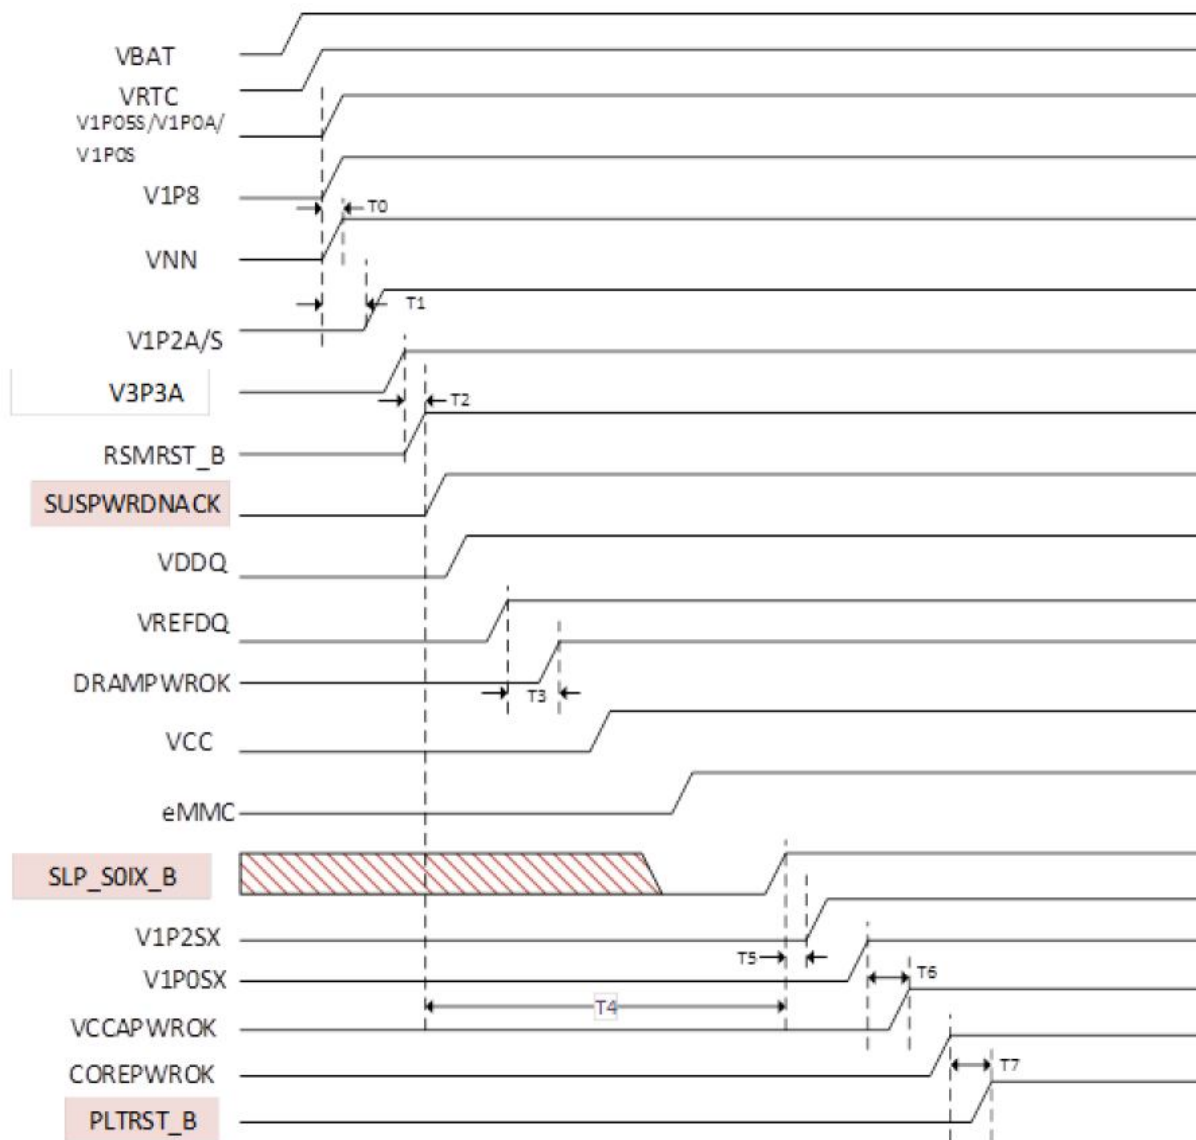 VBAT
VRTC
V1P05S/V1P0A/
V1P0S
V1P8
T0
VNN
T1
V1P2A/S
V3P3A
T2
RSMRST_B
SUSPWRDNACK
VDDQ
VREFDQ
DRAMPWROK
T3
VCC
eMMC
SLP_S0IX_B
V1P2SX
T5
V1P0SX
T6
T4
VCCAPWROK
COREPWROK
T7
PLTRST_B